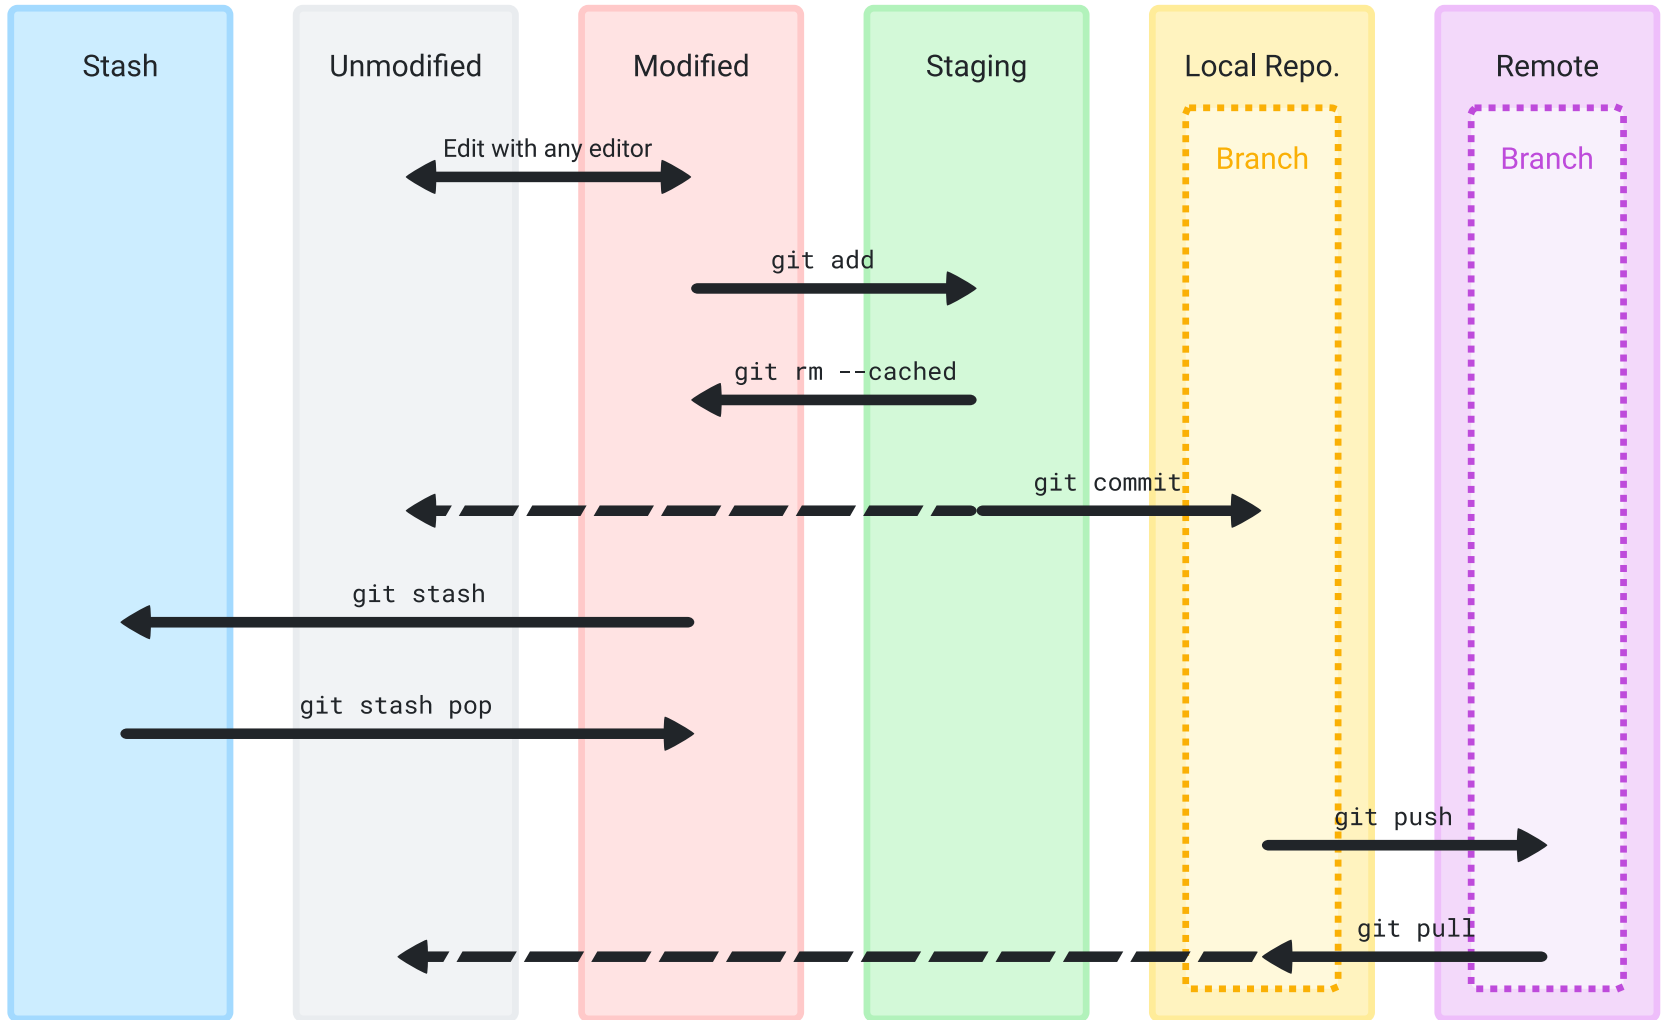 Stash
Unmodified
Modified
Staging
Local Repo.
Remote
Branch
Branch
Edit with any editor
git add
git rm --cached
git commit
git stash
git stash pop
git push
git pull